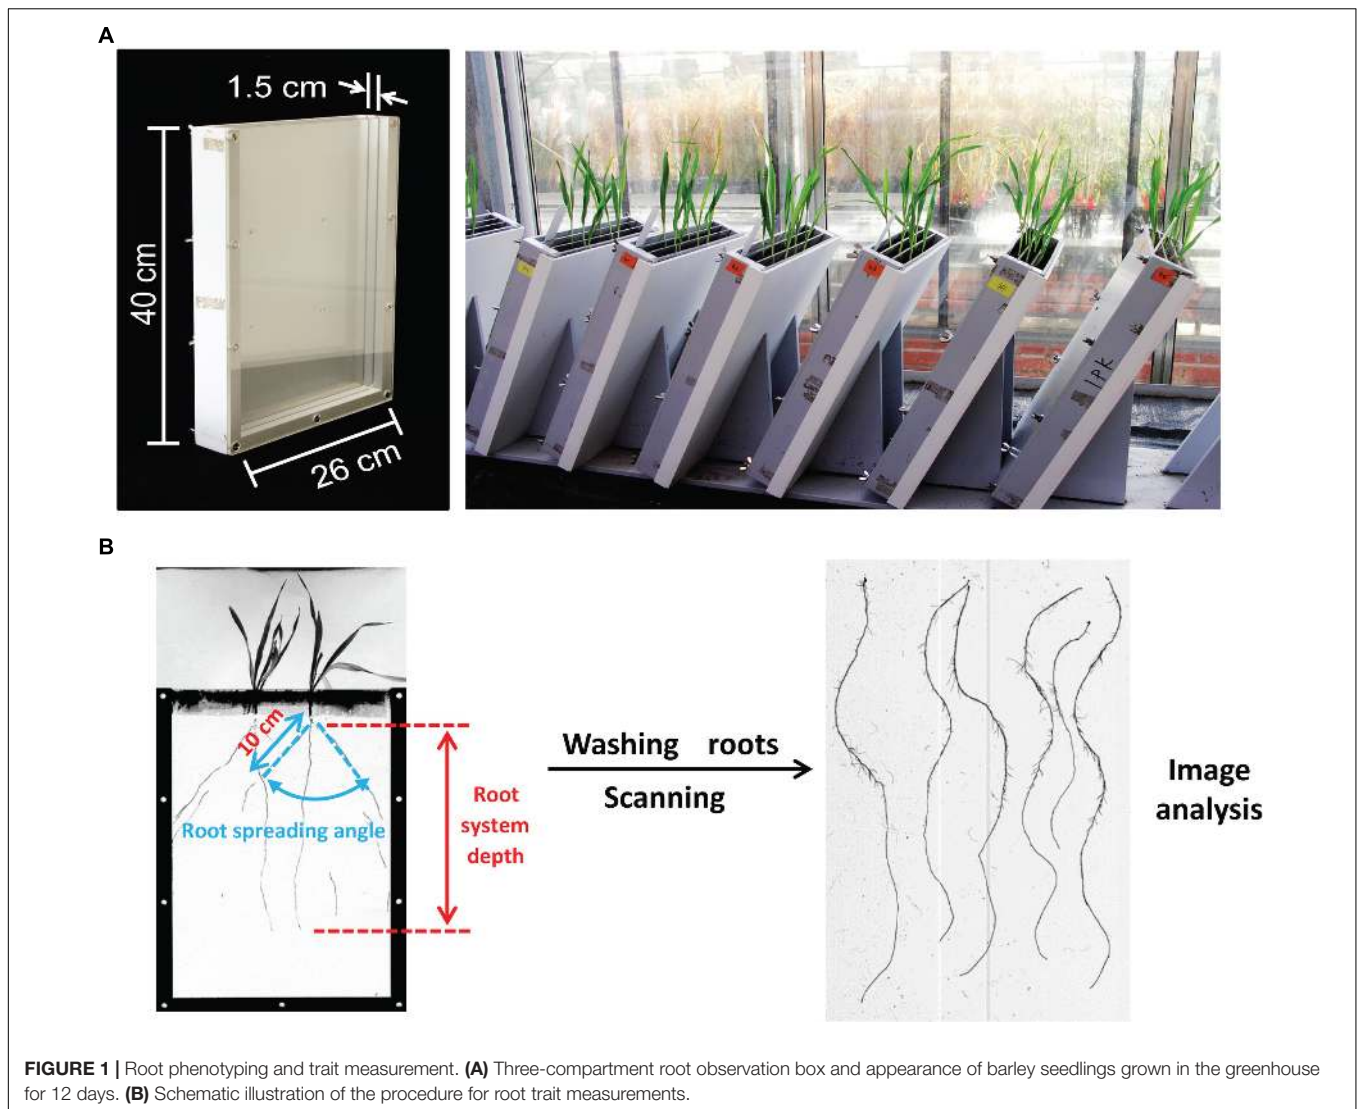 A
1.5 cm
40 cm
26 cm
IPK
B
10 cm
Root spreading angle
Root
system
depth
Washing roots
Scanning
Image
analysis
FIGURE 1 | Root phenotyping and trait measurement. (A) Three-compartment root observation box and appearance of barley seedlings grown in the greenhouse
for 12 days. (B) Schematic illustration of the procedure for root trait measurements.